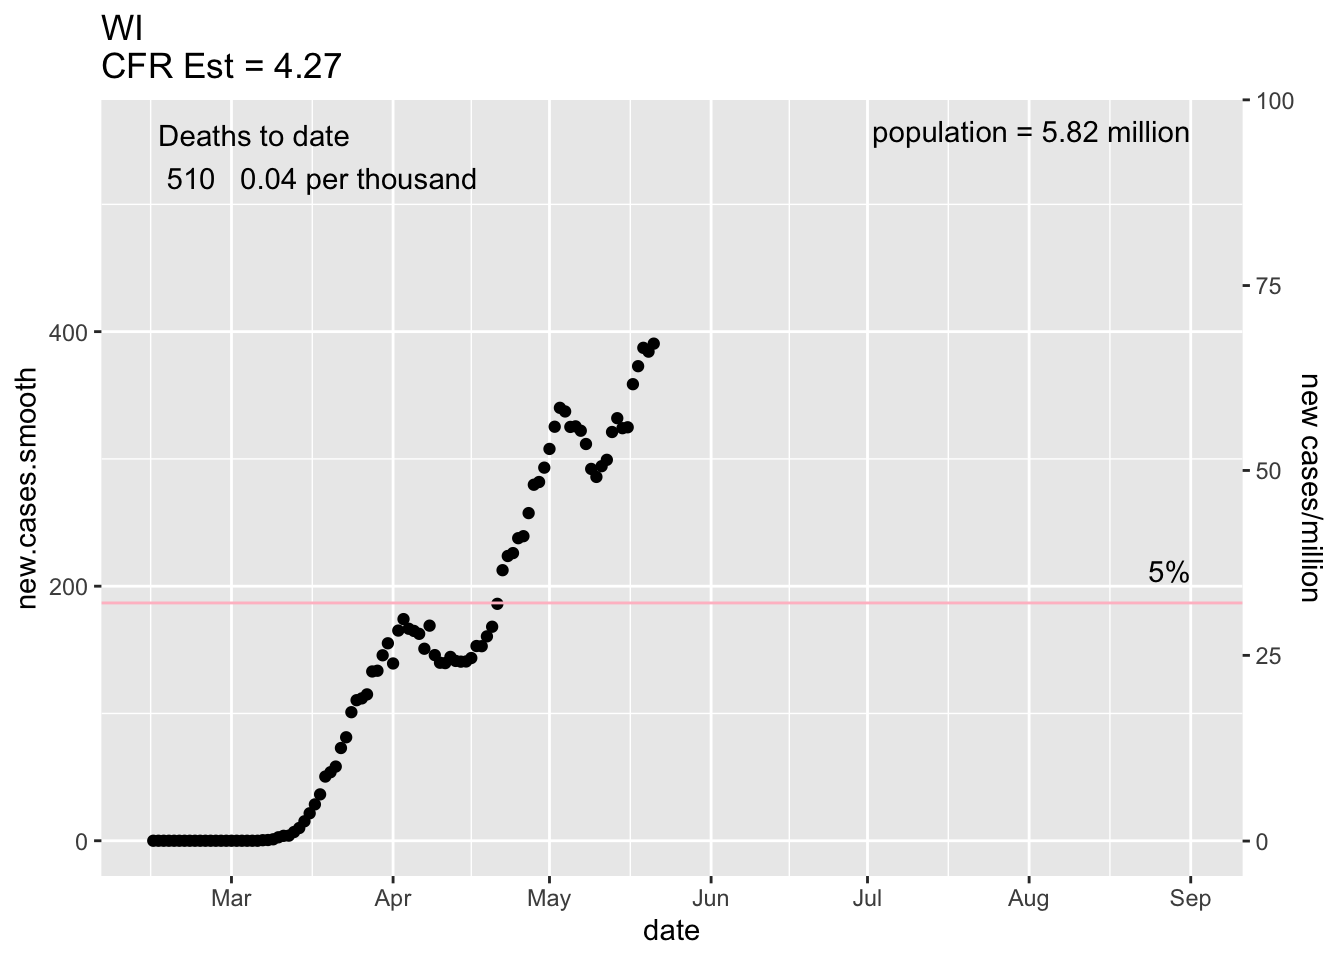 WI
CFR Est = 4.27
Deaths to date
510 0.04 per thousand
population = 5.82 million
100
75
50
25
0
400
200
0
5%
new.cases.smooth
new cases/million
Mar Apr May Jun Jul Aug Sep
date